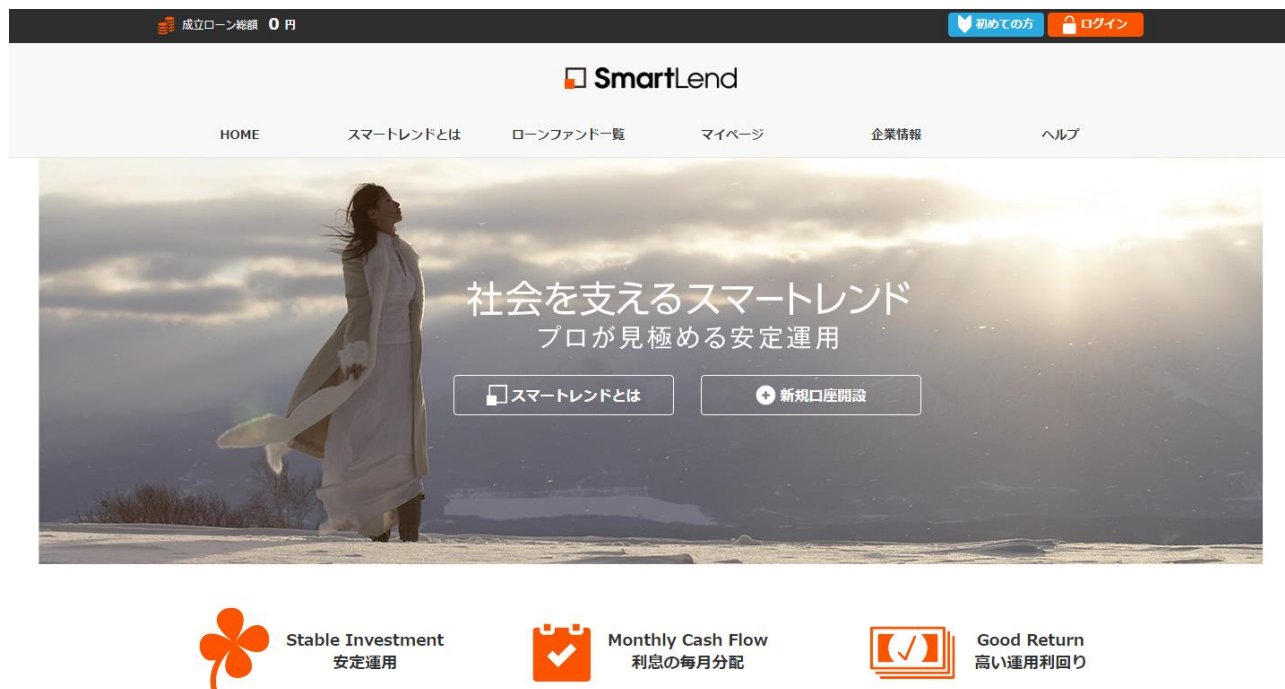 成立ローン総額 0 円
初めての方
ログイン
SmartLend
HOME スマートレンドとは ローンファンド一覧 マイページ 企業情報 ヘルプ
社会を支えるスマートレンド
プロが見極める安定運用
スマートレンドとは
新規口座開設
Stable Investment
安定運用
Monthly Cash Flow
利息の毎月分配
Good Return
高い運用利回り